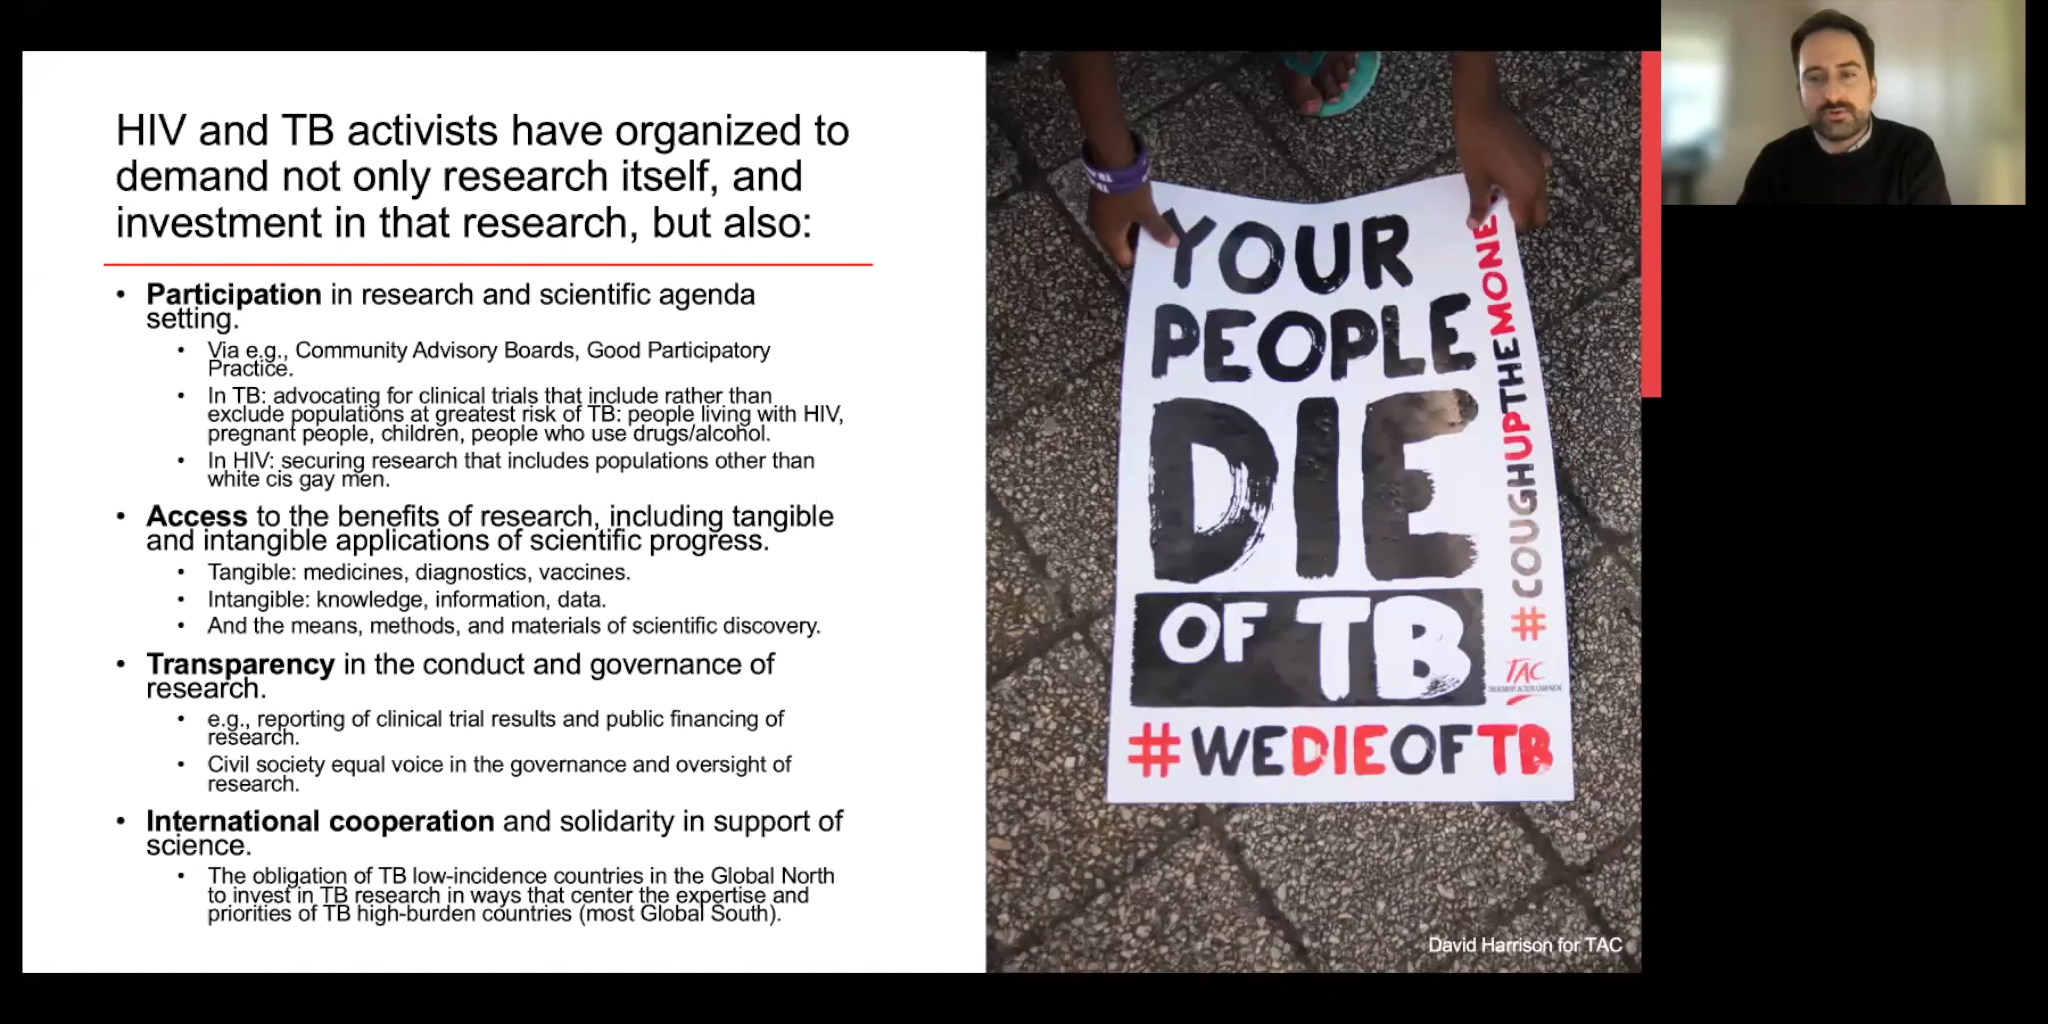 HIV and TB activists have organized to
demand not only research itself, and
investment in that research, but also:
• Participation in research and scientific agenda
setting.
• Via e.g., Community Advisory Boards, Good Participatory
Practice.
• In TB: advocating for clinical trials that include rather than
exclude populations at greatest risk of TB: people living with HIV,
pregnant people, children, people who use drugs/alcohol.
• In HIV: securing research that includes populations other than
white cis gay men.
• Access to the benefits of research, including tangible
and intangible applications of scientific progress.
• Tangible: medicines, diagnostics, vaccines.
• Intangible: knowledge, information, data.
• And the means, methods, and materials of scientific discovery.
• Transparency in the conduct and governance of
research.
• e.g., reporting of clinical trial results and public financing of
research.
• Civil society equal voice in the governance and oversight of
research.
• International cooperation and solidarity in support of
science.
• The obligation of TB low-incidence countries in the Global North
to invest in TB research in ways that center the expertise and
priorities of TB high-burden countries (most Global South).
YOUR
PEOPLE
DIE
OF TB
#WEDIEOFTB
#COUGHUPTHEMONE
TAC
TREATMENT ACTION CAMPAIGN
David Harrison for TAC